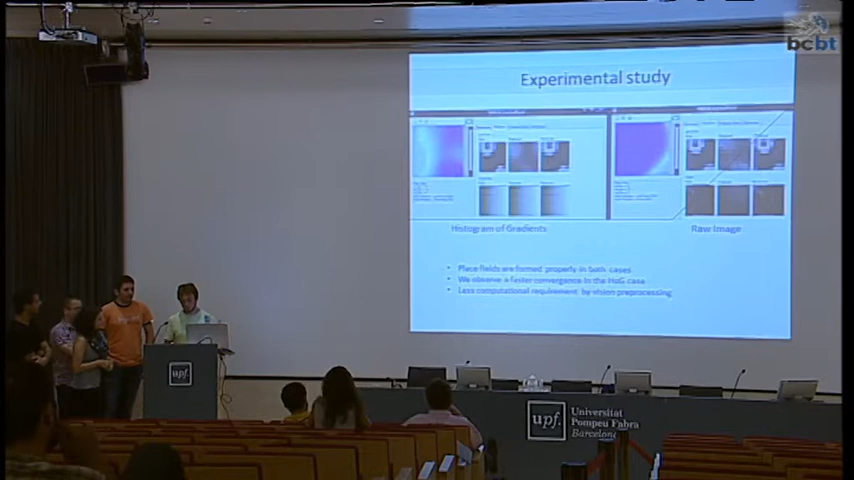 bcbt
Experimental study
Histogram of Gradients
Raw Image
• Place fields are formed properly in both cases
• We observe a faster convergence in the HoG case
• Less computational requirement by vision preprocessing
upf.
upf.
Universitat
Pompeu Fabra
Barcelona